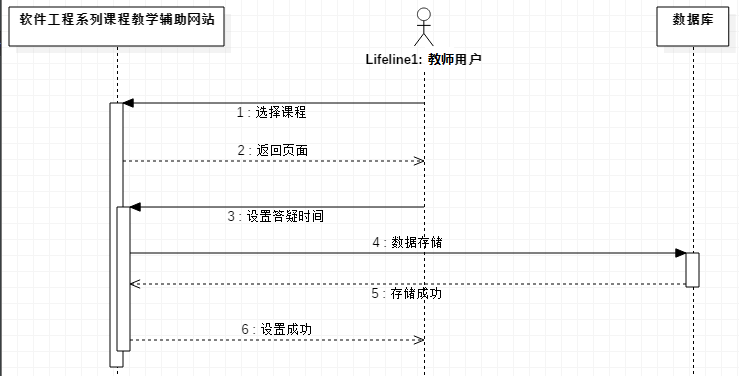 软件工程系列课程教学辅助网站
Lifeline1: 教师用户
数据库
1 : 选择课程
2 : 返回页面
3 : 设置答疑时间
4 : 数据存储
5 : 存储成功
6 : 设置成功